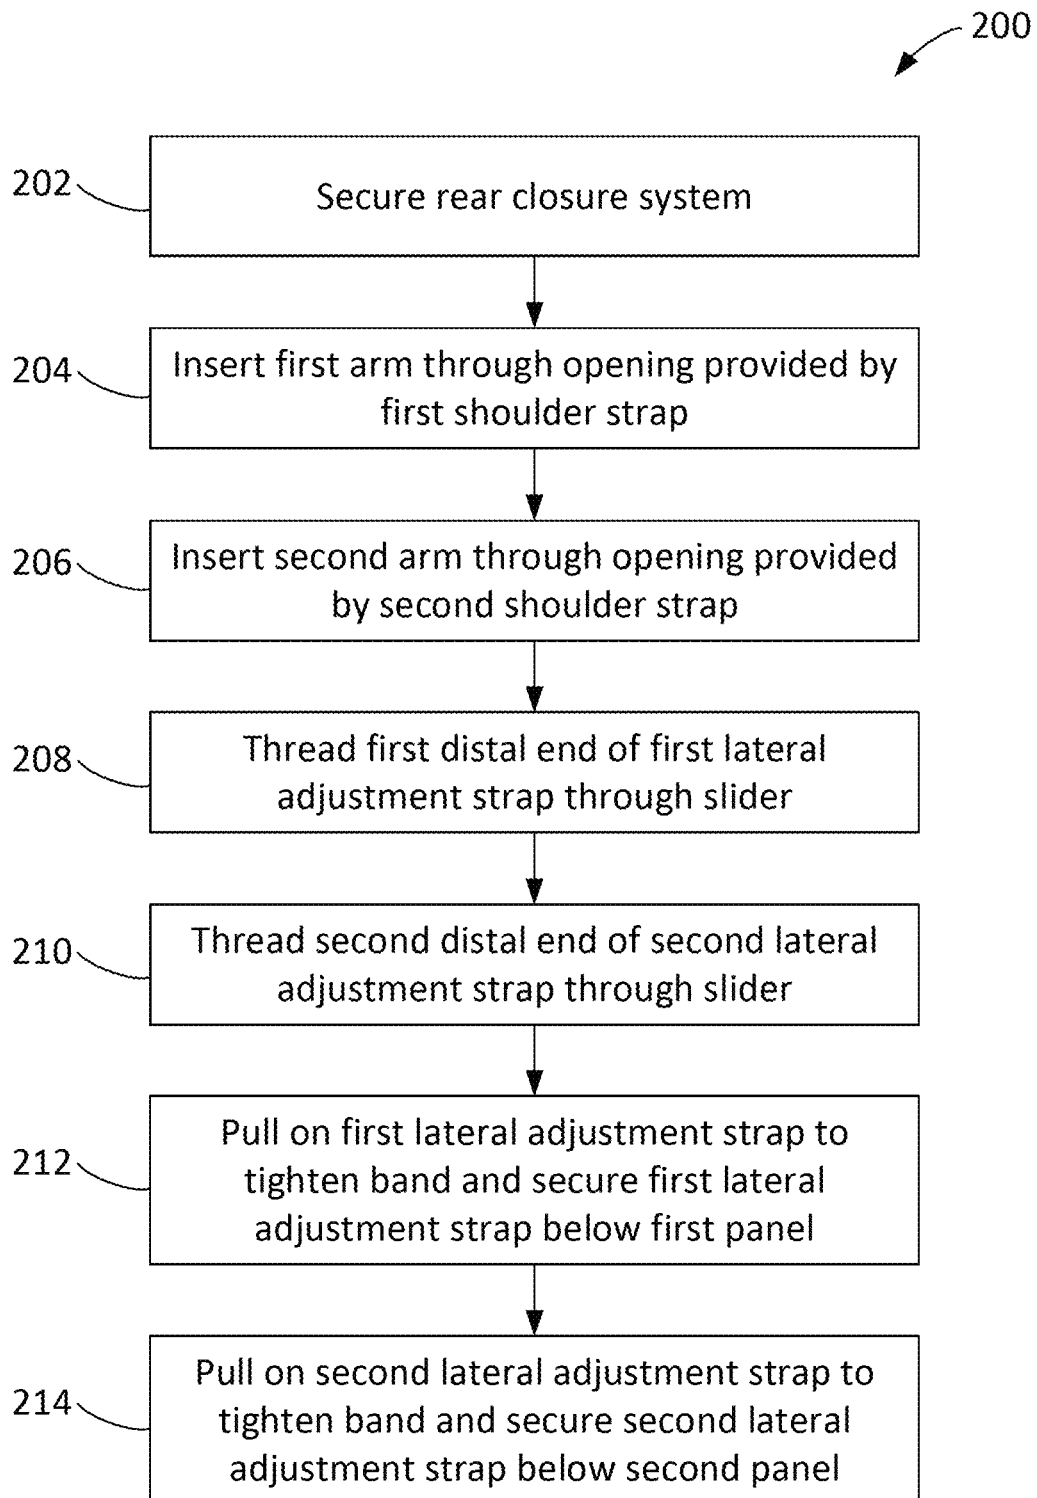 200
202
Secure rear closure system
204
Insert first arm through opening provided by
first shoulder strap
206
Insert second arm through opening provided
by second shoulder strap
208
Thread first distal end of first lateral
adjustment strap through slider
210
Thread second distal end of second lateral
adjustment strap through slider
212
Pull on first lateral adjustment strap to
tighten band and secure first lateral
adjustment strap below first panel
214
Pull on second lateral adjustment strap to
tighten band and secure second lateral
adjustment strap below second panel